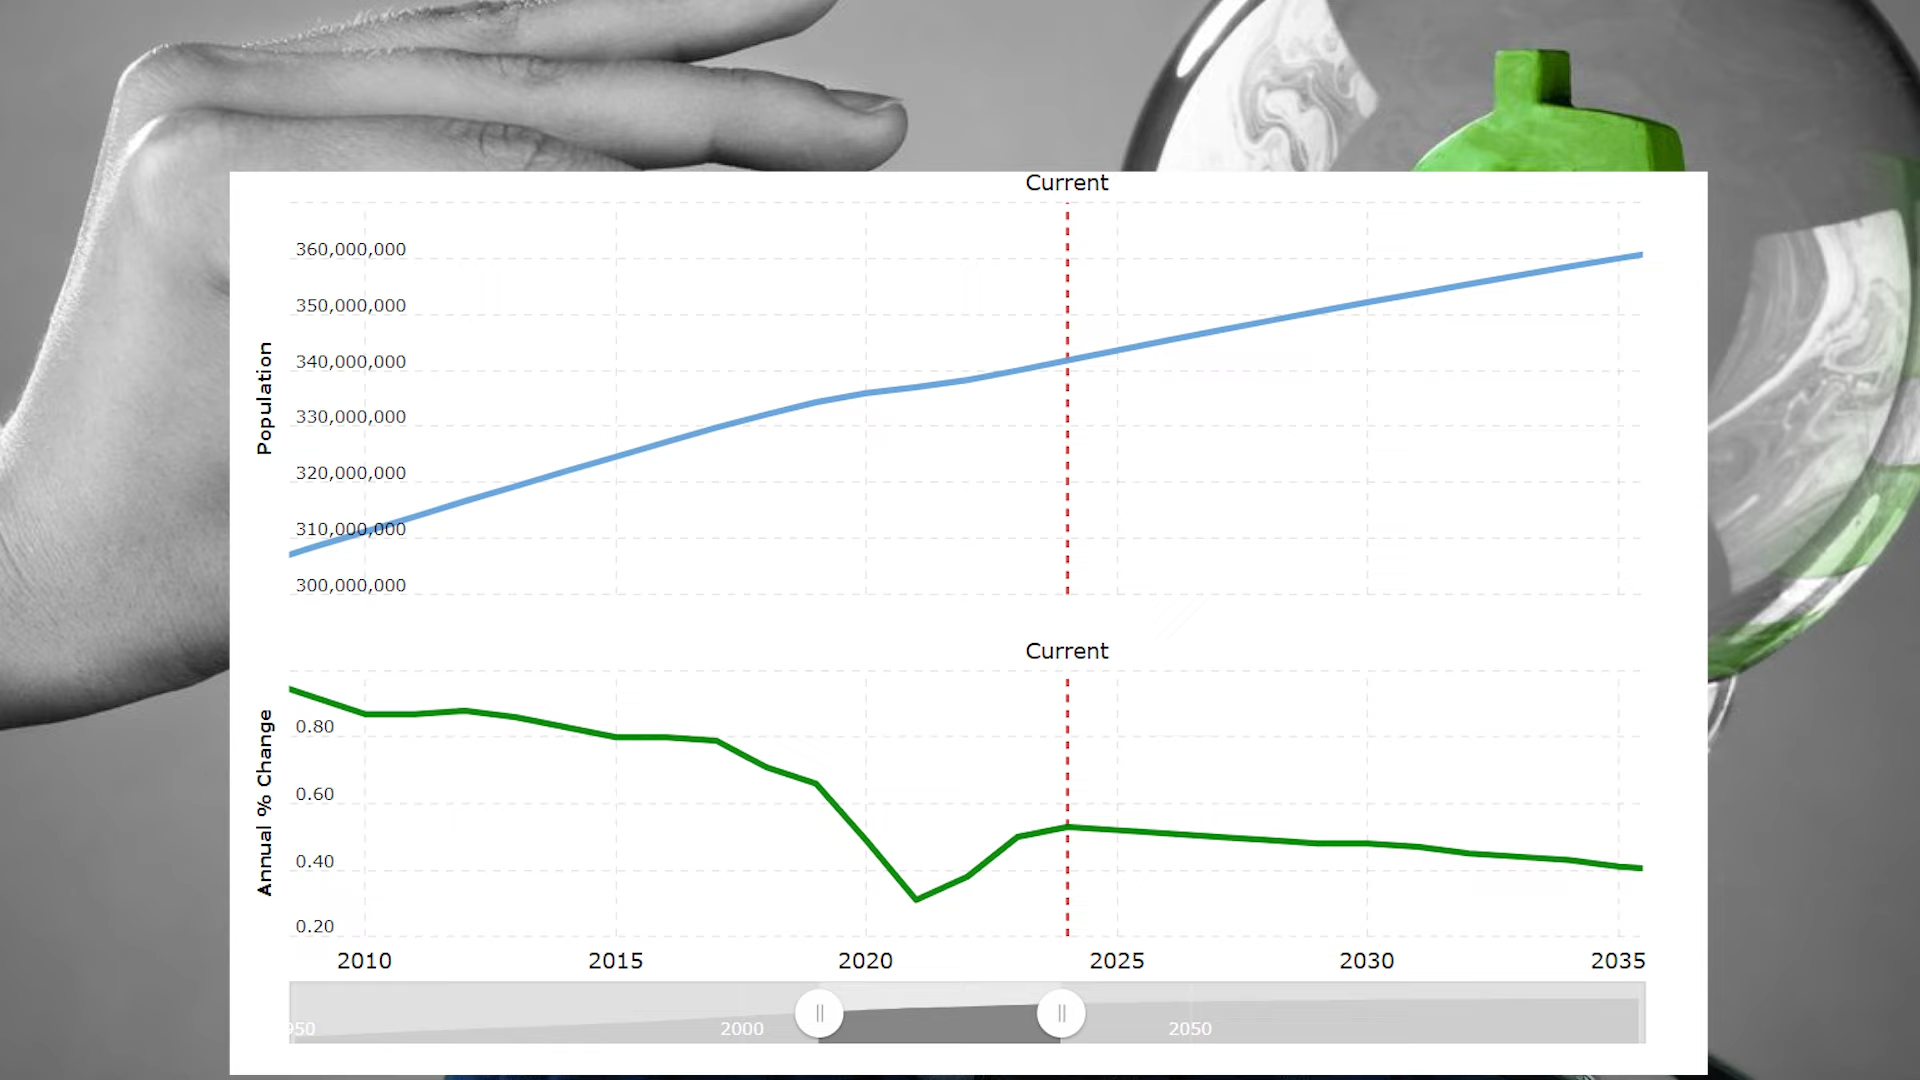 Current
360,000,000
350,000,000
340,000,000
330,000,000
320,000,000
310,000,000
300,000,000
Population
Current
0.80
0.60
0.40
0.20
Annual % Change
2010 2015 2020 2025 2030 2035
950 2000 2050